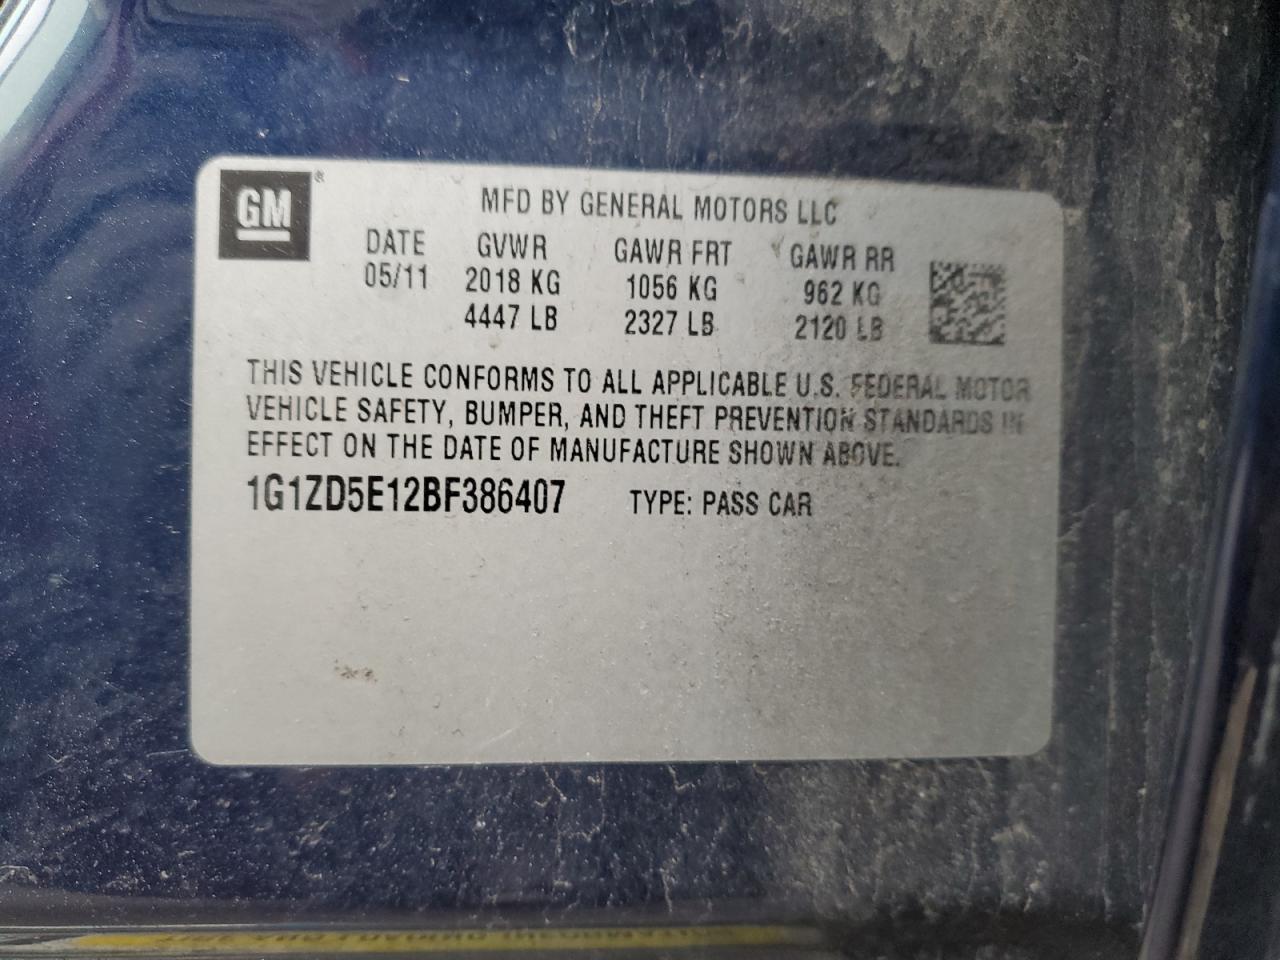 GM®
MFD BY GENERAL MOTORS LLC
DATE GVWR GAWR FRT GAWR RR
05/11 2018 KG 1056 KG 962 KG
4447 LB 2327 LB 2120 LB
THIS VEHICLE CONFORMS TO ALL APPLICABLE U.S. FEDERAL MOTOR
VEHICLE SAFETY, BUMPER, AND THEFT PREVENTION STANDARDS IN
EFFECT ON THE DATE OF MANUFACTURE SHOWN ABOVE.
1G1ZD5E12BF386407 TYPE: PASS CAR